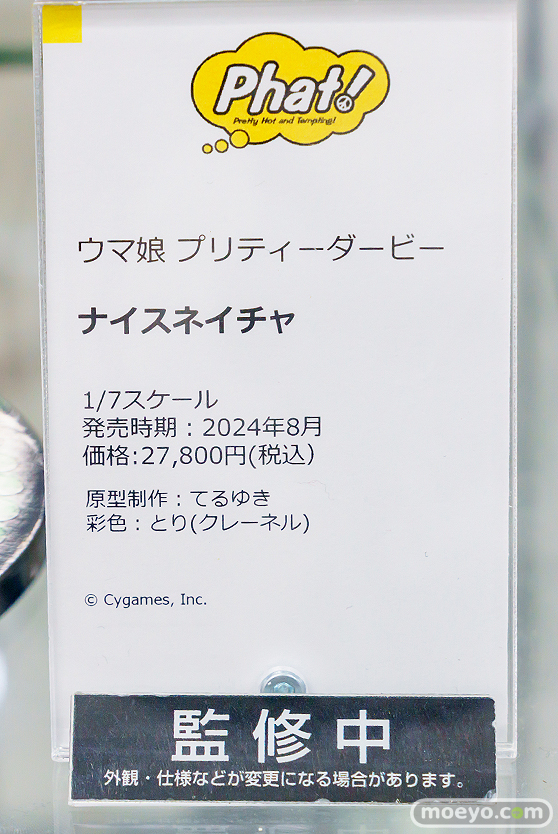 Phat!
Pretty Hot and Tempting!
ウマ娘 プリティーダービー
ナイスネイチャ
1/7スケール
発売時期：2024年8月
価格:27,800円(税込)
原型制作：てるゆき
彩色：とり(クレーネル)
© Cygames, Inc.
監修中
外観・仕様などが変更になる場合があります。
moeyo.com